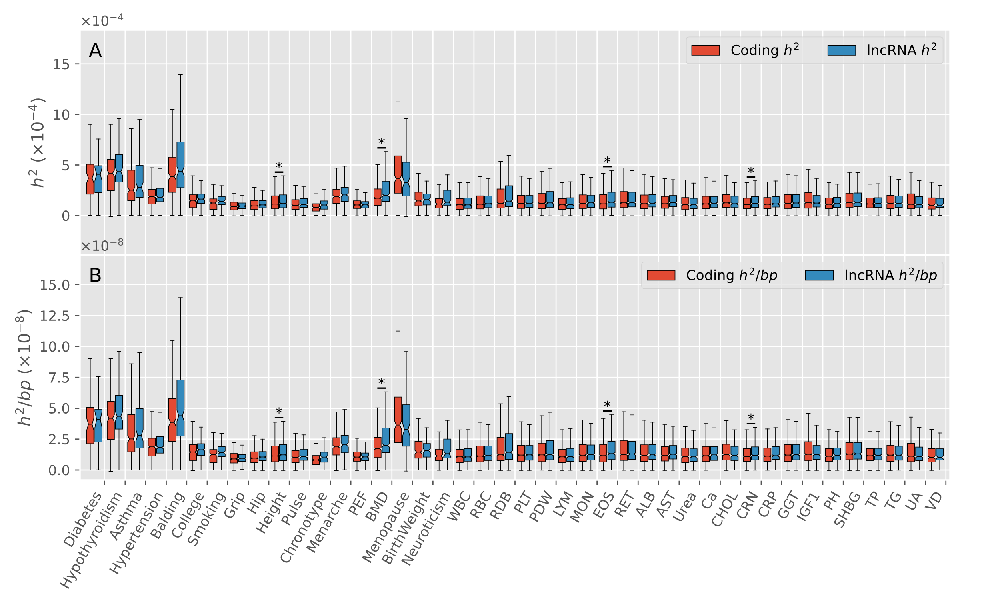 ×10⁻⁴
A
Coding h² lncRNA h²
15
10
5
0
h² (×10⁻⁴)
*
*
*
*
×10⁻⁸
B
Coding h²/bp lncRNA h²/bp
15.0
12.5
10.0
7.5
5.0
2.5
0.0
h²/bp (×10⁻⁸)
*
*
*
*
Diabetes
Hypothyroidism
Asthma
Hypertension
Balding
College
Smoking
Grip
Hip
Height
Pulse
Chronotype
Menarche
PEF
BMD
Menopause
BirthWeight
Neuroticism
WBC
RBC
RDB
PLT
PDW
LYM
MON
EOS
RET
ALB
AST
Urea
Ca
CHOL
CRN
CRP
GGT
IGF1
PH
SHBG
TP
TG
UA
VD